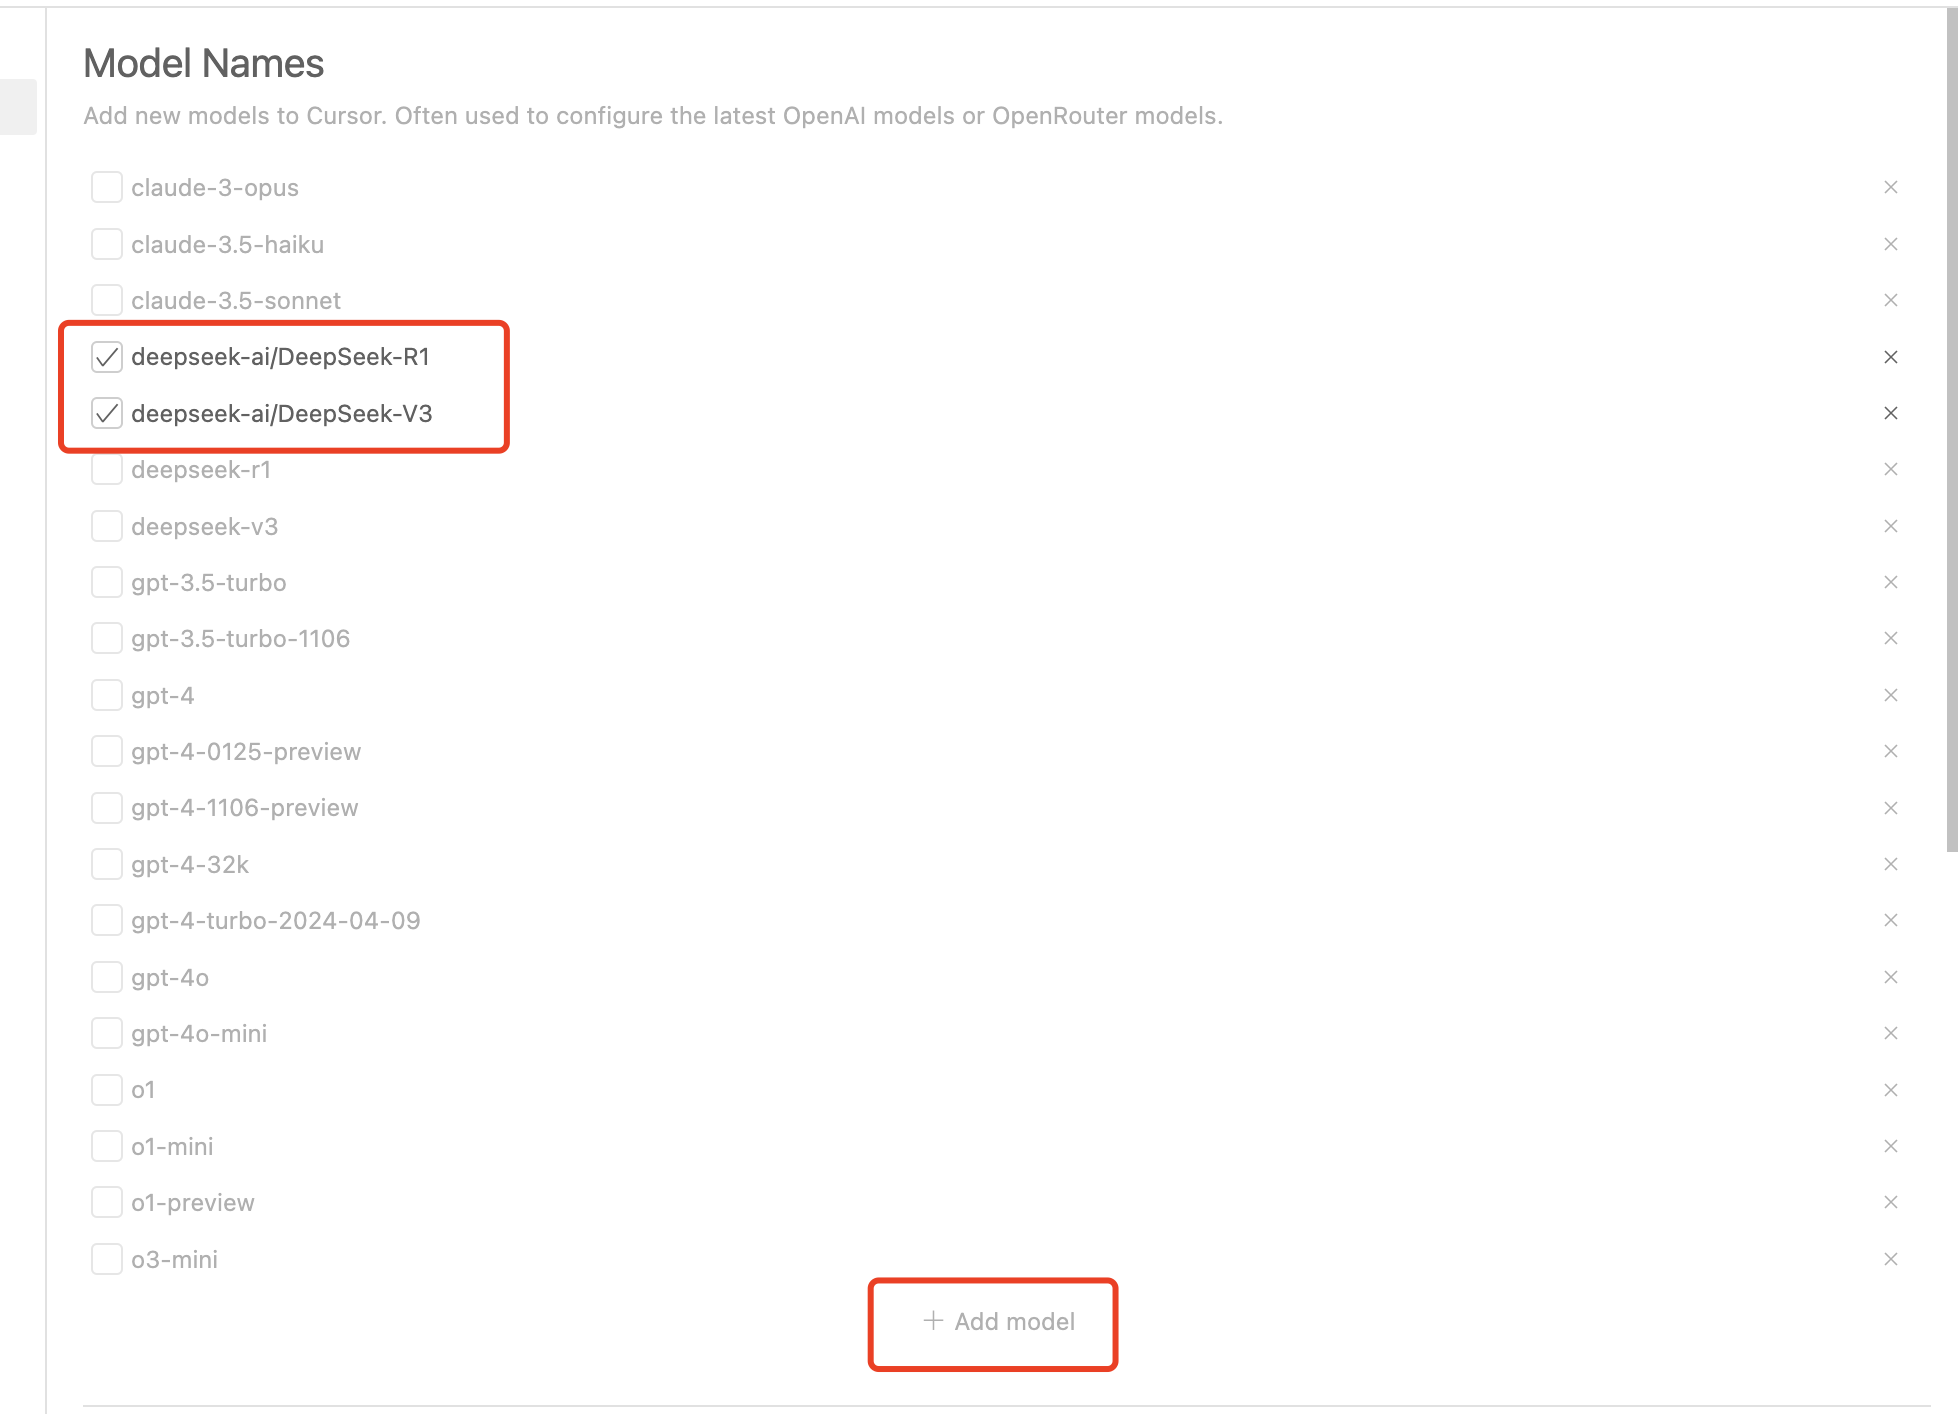 Model Names
Add new models to Cursor. Often used to configure the latest OpenAI models or OpenRouter models.
claude-3-opus
claude-3.5-haiku
claude-3.5-sonnet
deepseek-ai/DeepSeek-R1
deepseek-ai/DeepSeek-V3
deepseek-r1
deepseek-v3
gpt-3.5-turbo
gpt-3.5-turbo-1106
gpt-4
gpt-4-0125-preview
gpt-4-1106-preview
gpt-4-32k
gpt-4-turbo-2024-04-09
gpt-4o
gpt-4o-mini
o1
o1-mini
o1-preview
o3-mini
+ Add model